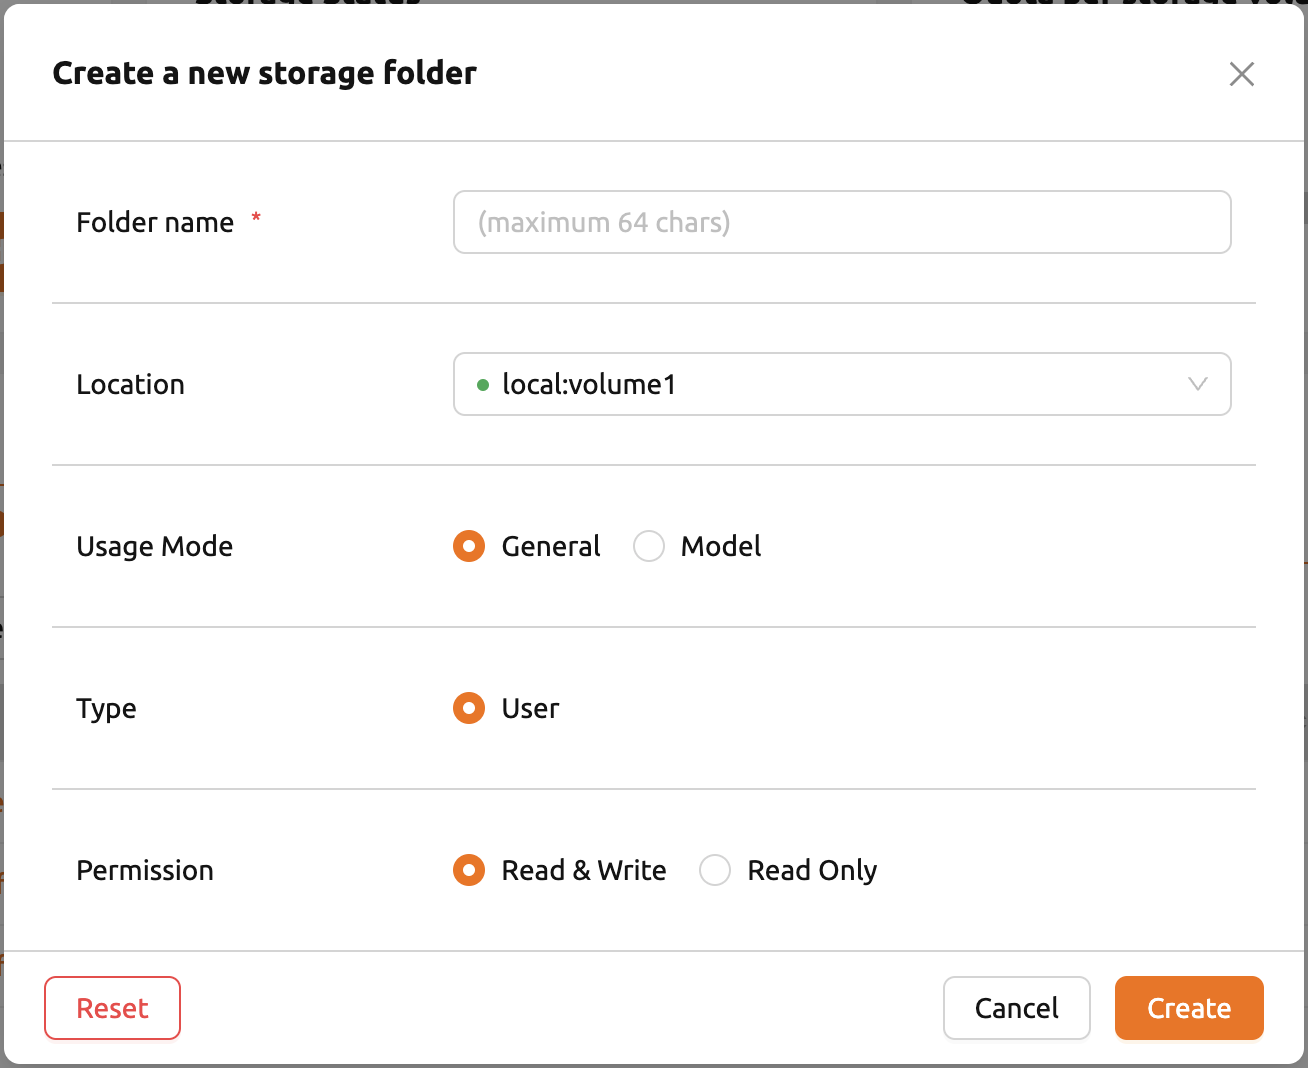 Create a new storage folder
Folder name *
(maximum 64 chars)
Location
local:volume1
Usage Mode
General Model
Type
User
Permission
Read & Write Read Only
Reset Cancel Create